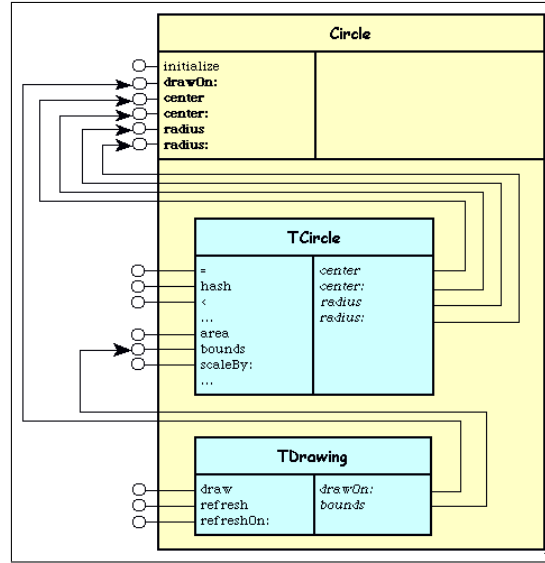 Circle
initialize
drawOn:
center
center:
radius
radius:
TCircle
=
hash
<
...
area
bounds
scaleBy:
...
center
center:
radius
radius:
TDrawing
draw
refresh
refreshOn:
drawOn:
bounds